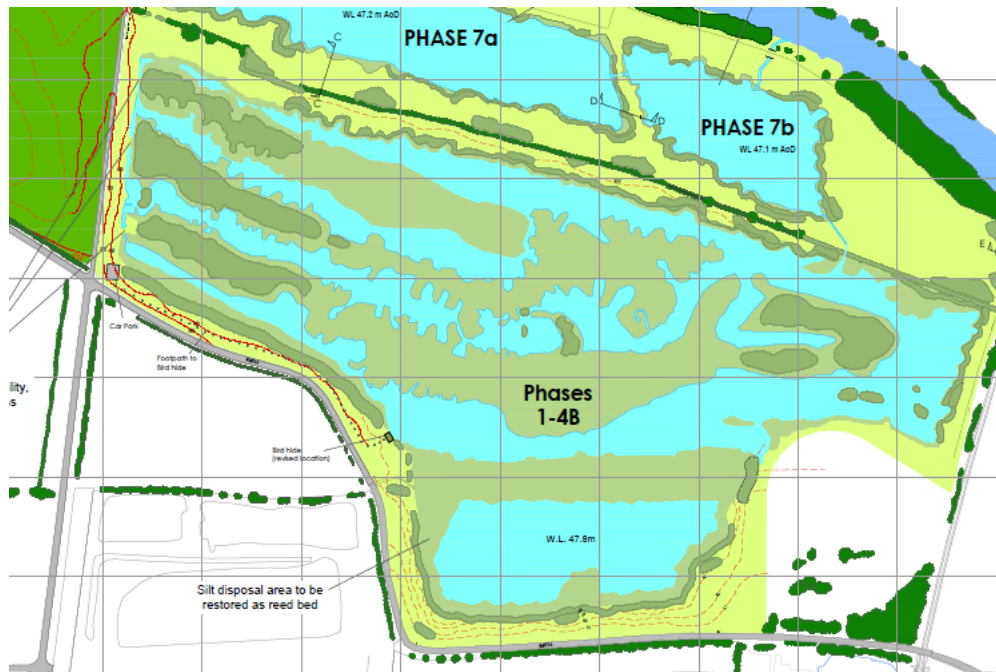 WL 47.2 m AoD
PHASE 7a
C
C
D
D
PHASE 7b
WL 47.1 m AoD
E
Car Park
Footpath to
Bird hide
lity,
s
Phases
1-4B
Bird hide
(revised location)
W.L. 47.8m
Silt disposal area to be
restored as reed bed